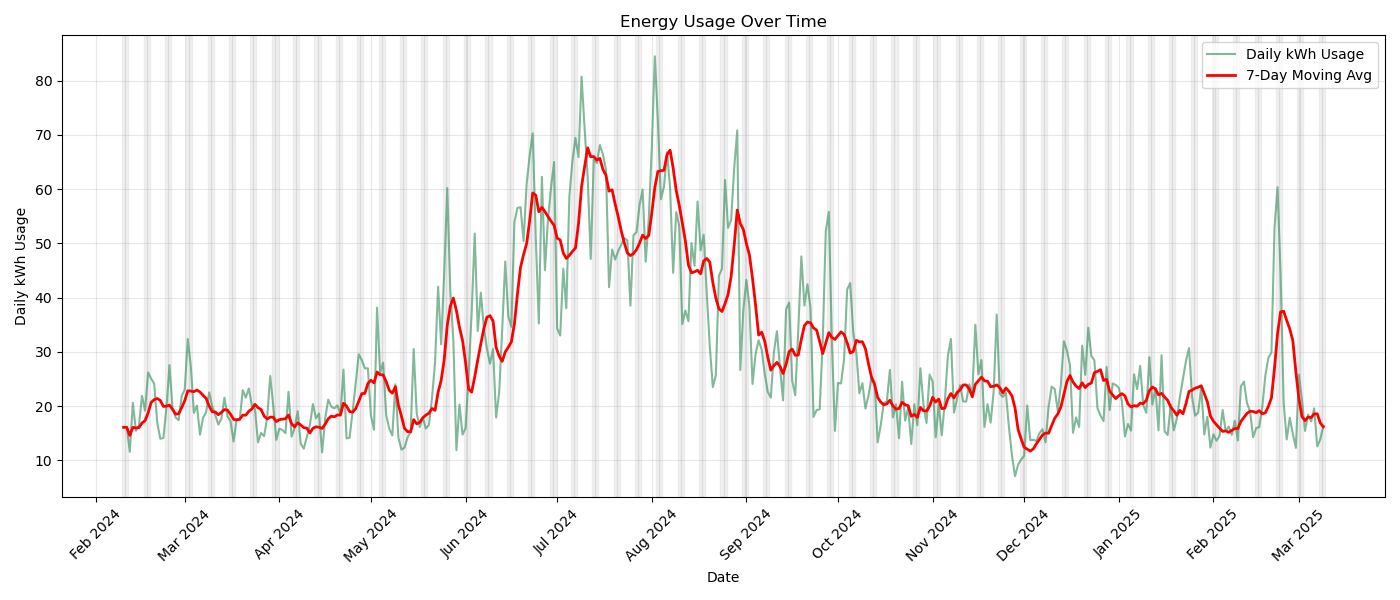 Energy Usage Over Time
Daily kWh Usage
7-Day Moving Avg
Daily kWh Usage
80
70
60
50
40
30
20
10
Feb 2024
Mar 2024
Apr 2024
May 2024
Jun 2024
Jul 2024
Aug 2024
Sep 2024
Oct 2024
Nov 2024
Dec 2024
Jan 2025
Feb 2025
Mar 2025
Date